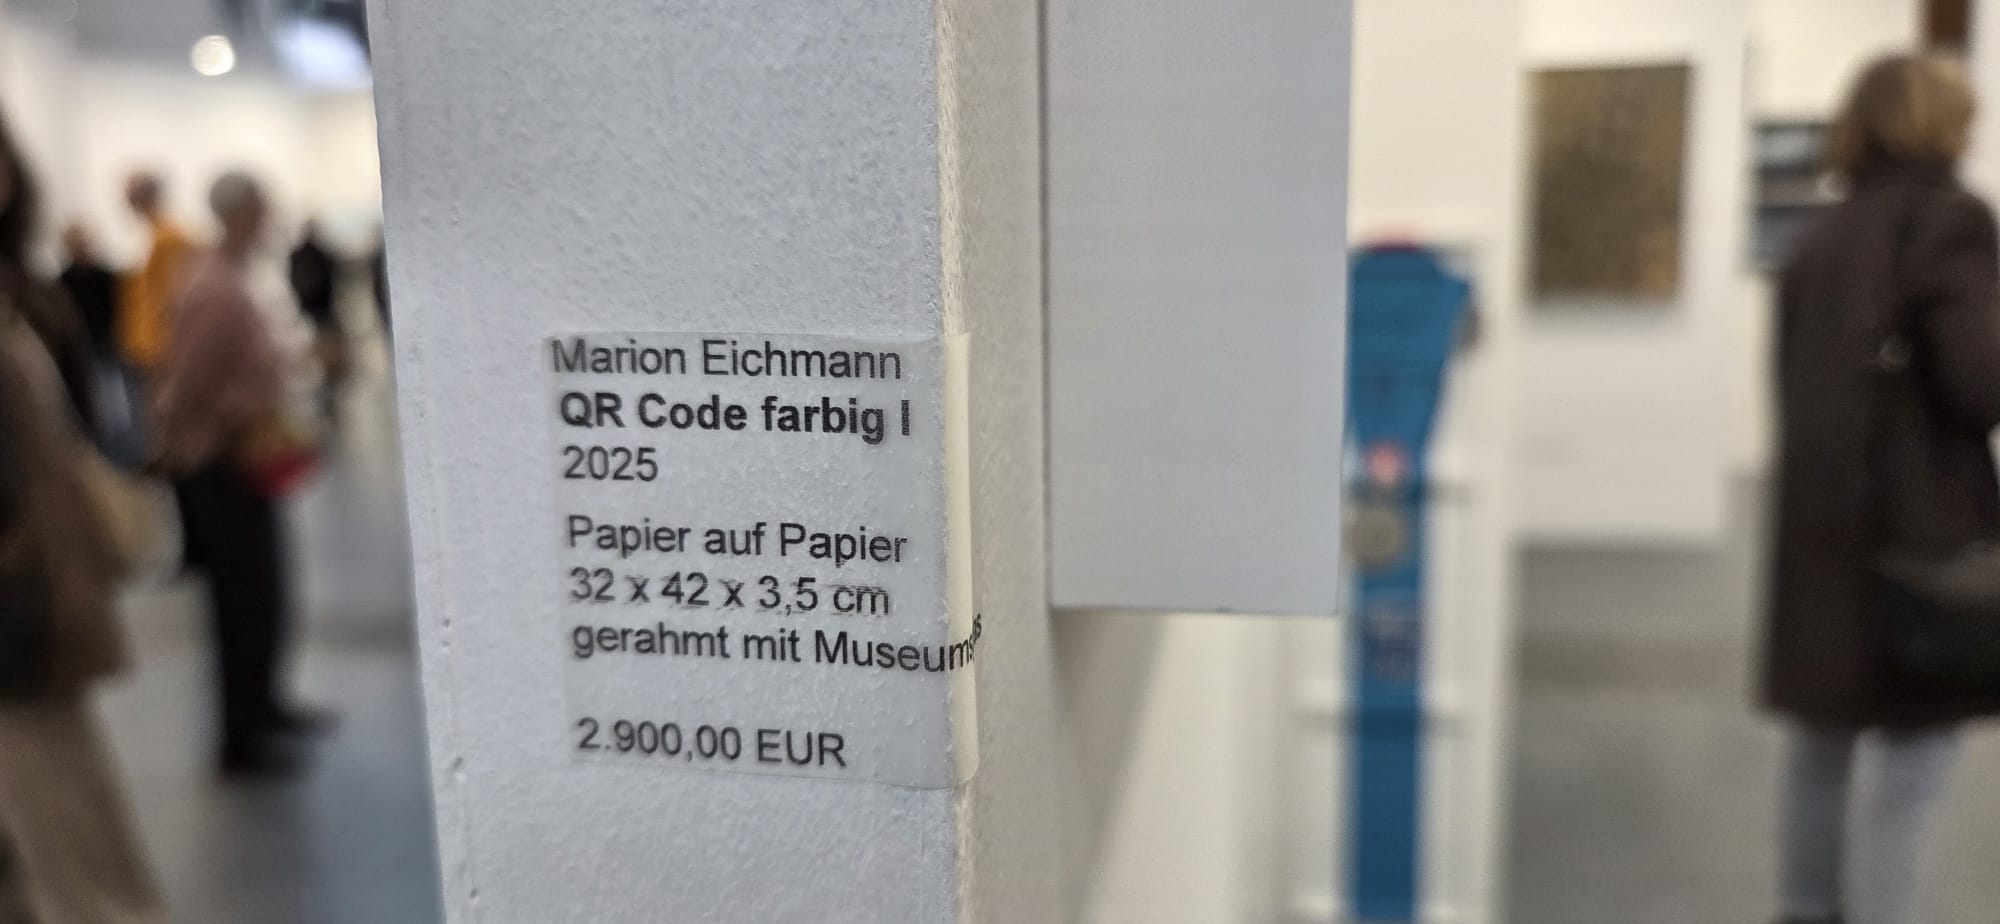 Marion Eichmann
QR Code farbig I
2025
Papier auf Papier
32 x 42 x 3,5 cm
gerahmt mit
2.900,00 EUR